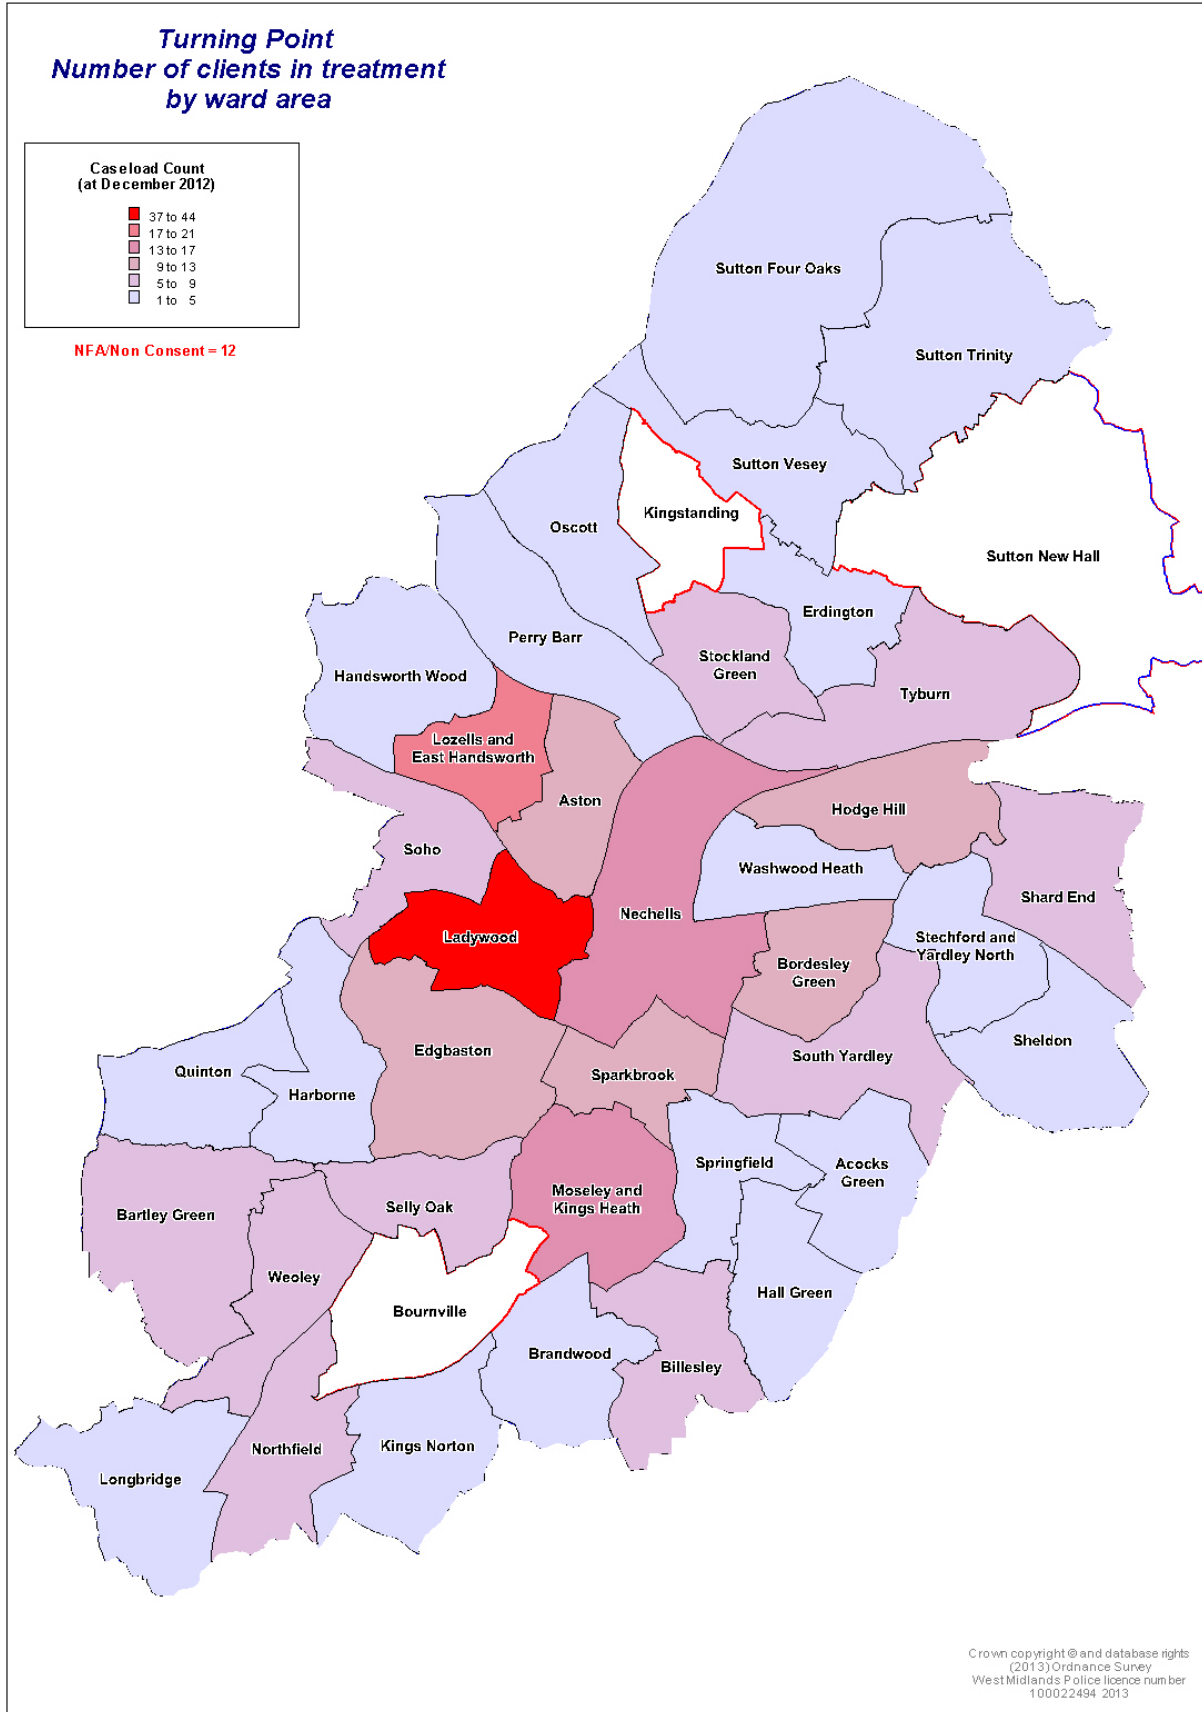 Turning Point
Number of clients in treatment
by ward area
Caseload Count
(at December 2012)
37 to 44
17 to 21
13 to 17
9 to 13
5 to 9
1 to 5
NFA/Non Consent = 12
Sutton Four Oaks
Sutton Trinity
Sutton Vesey
Kingstanding
Oscott
Sutton New Hall
Erdington
Perry Barr
Stockland
Green
Handsworth Wood
Tyburn
Lozells and
East Handsworth
Aston
Hodge Hill
Soho
Washwood Heath
Shard End
Nechells
Ladywood
Stechford and
Yardley North
Bordesley
Green
Sheldon
Edgbaston
South Yardley
Quinton
Sparkbrook
Harborne
Springfield
Acocks
Green
Moseley and
Kings Heath
Selly Oak
Bartley Green
Weoley
Hall Green
Bournville
Brandwood
Billesley
Kings Norton
Northfield
Longbridge
Crown copyright © and database rights
(2013) Ordnance Survey
West Midlands Police licence number
100022494 2013